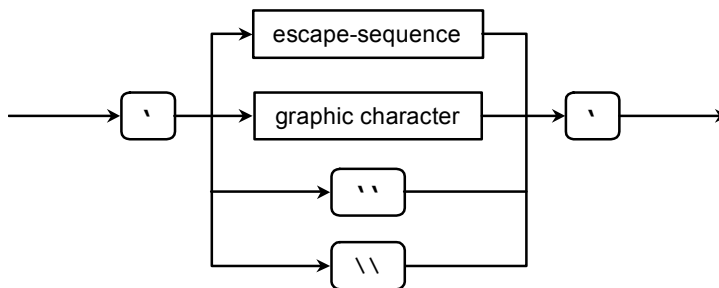 escape-sequence
' graphic character '
' '
\\